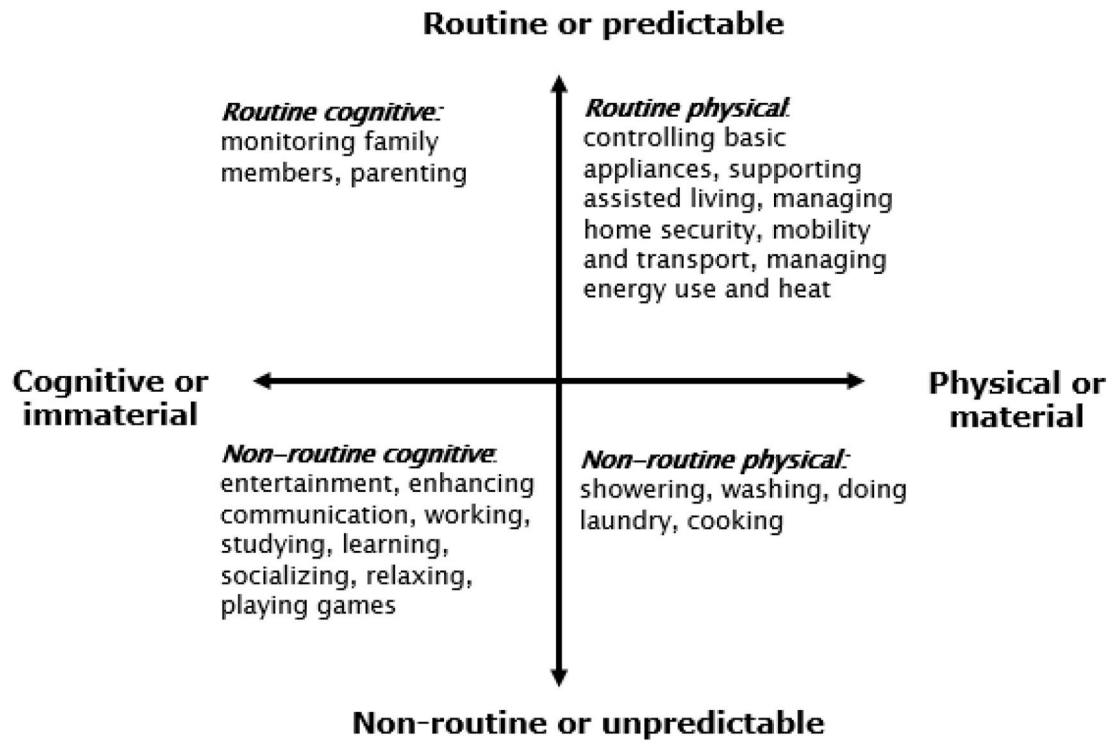 Routine or predictable
Routine cognitive:
monitoring family
members, parenting
Routine physical:
controlling basic
appliances, supporting
assisted living, managing
home security, mobility
and transport, managing
energy use and heat
Cognitive or
immaterial
Physical or
material
Non-routine cognitive:
entertainment, enhancing
communication, working,
studying, learning,
socializing, relaxing,
playing games
Non-routine physical:
showering, washing, doing
laundry, cooking
Non-routine or unpredictable